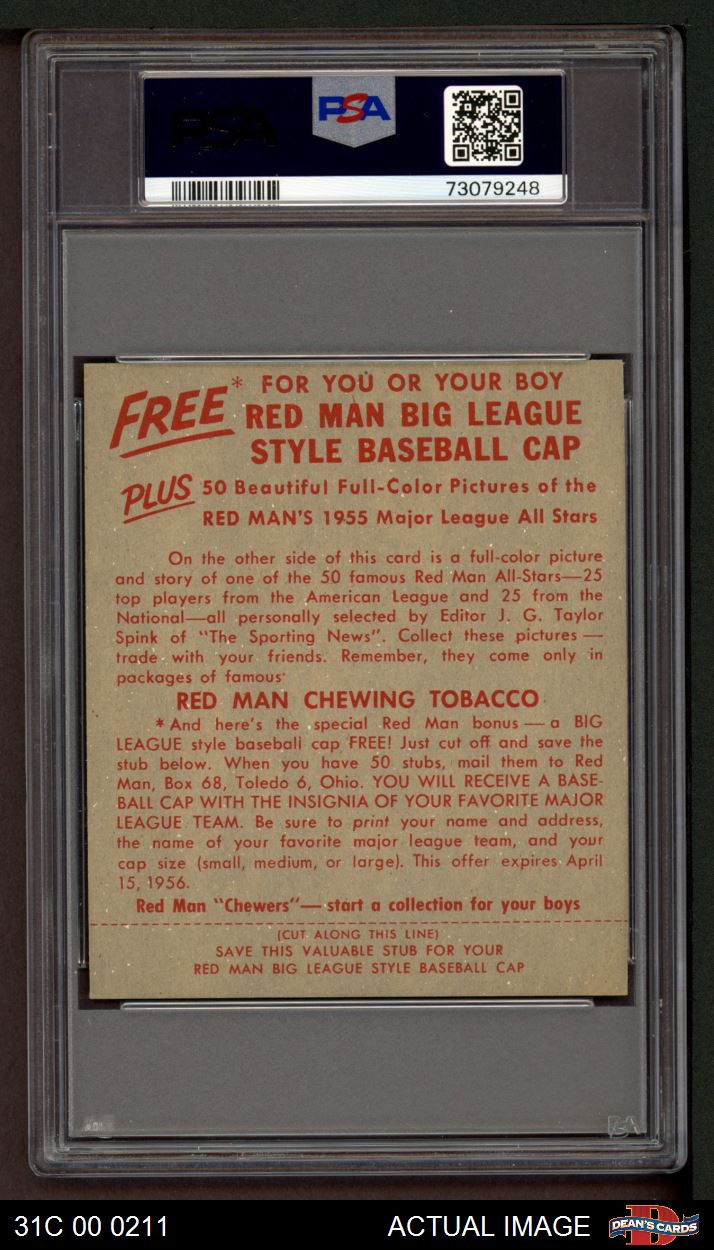 PSA
PSA
73079248
FREE* FOR YOU OR YOUR BOY
RED MAN BIG LEAGUE
STYLE BASEBALL CAP
PLUS 50 Beautiful Full-Color Pictures of the
RED MAN'S 1955 Major League All Stars
On the other side of this card is a full-color picture
and story of one of the 50 famous Red Man All-Stars—25
top players from the American League and 25 from the
National—all personally selected by Editor J. G. Taylor
Spink of "The Sporting News". Collect these pictures —
trade with your friends. Remember, they come only in
packages of famous
RED MAN CHEWING TOBACCO
*And here's the special Red Man bonus — a BIG
LEAGUE style baseball cap FREE! Just cut off and save the
stub below. When you have 50 stubs, mail them to Red
Man, Box 68, Toledo 6, Ohio. YOU WILL RECEIVE A BASE-
BALL CAP WITH THE INSIGNIA OF YOUR FAVORITE MAJOR
LEAGUE TEAM. Be sure to print your name and address,
the name of your favorite major league team, and your
cap size (small, medium, or large). This offer expires April
15, 1956.
Red Man "Chewers"— start a collection for your boys
(CUT ALONG THIS LINE)
SAVE THIS VALUABLE STUB FOR YOUR
RED MAN BIG LEAGUE STYLE BASEBALL CAP
PSA
31C 00 0211
ACTUAL IMAGE
D
DEAN'S CARDS